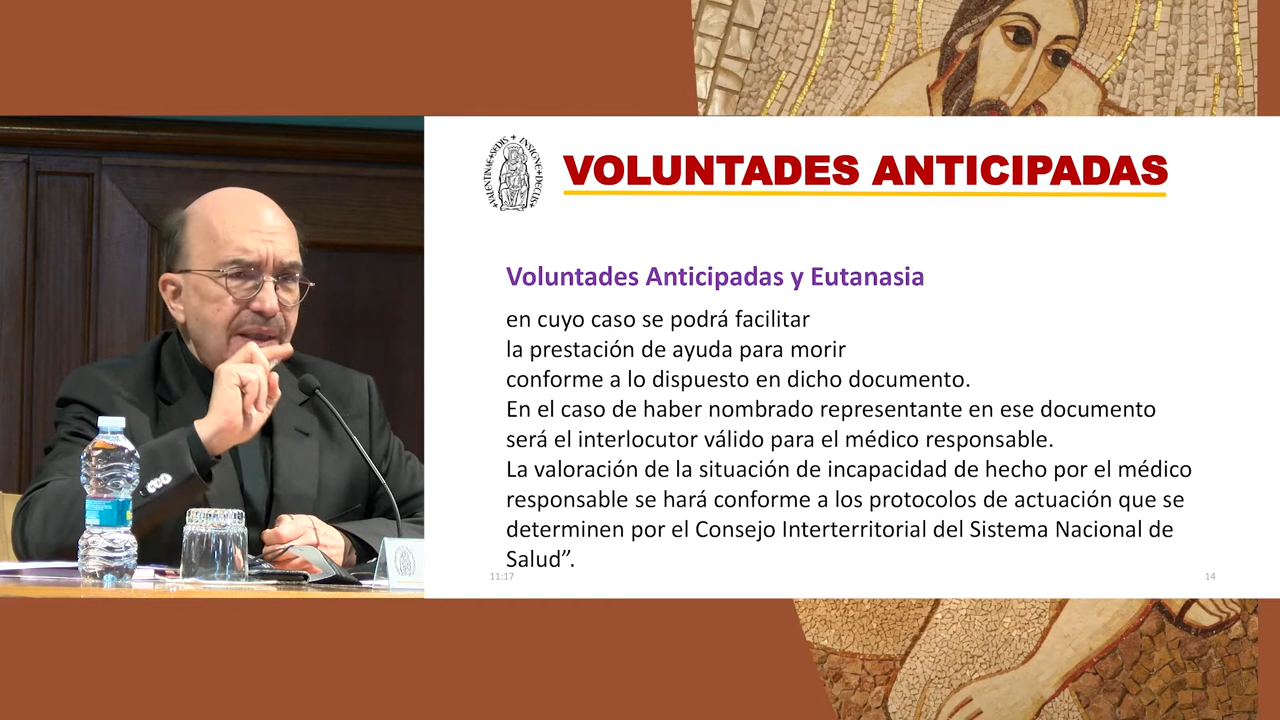 VALENTINAE SEDIS INSIGNE DECUS
VOLUNTADES ANTICIPADAS
Voluntades Anticipadas y Eutanasia
en cuyo caso se podrá facilitar
la prestación de ayuda para morir
conforme a lo dispuesto en dicho documento.
En el caso de haber nombrado representante en ese documento
será el interlocutor válido para el médico responsable.
La valoración de la situación de incapacidad de hecho por el médico
responsable se hará conforme a los protocolos de actuación que se
determinen por el Consejo Interterritorial del Sistema Nacional de
Salud”.
11:17
14